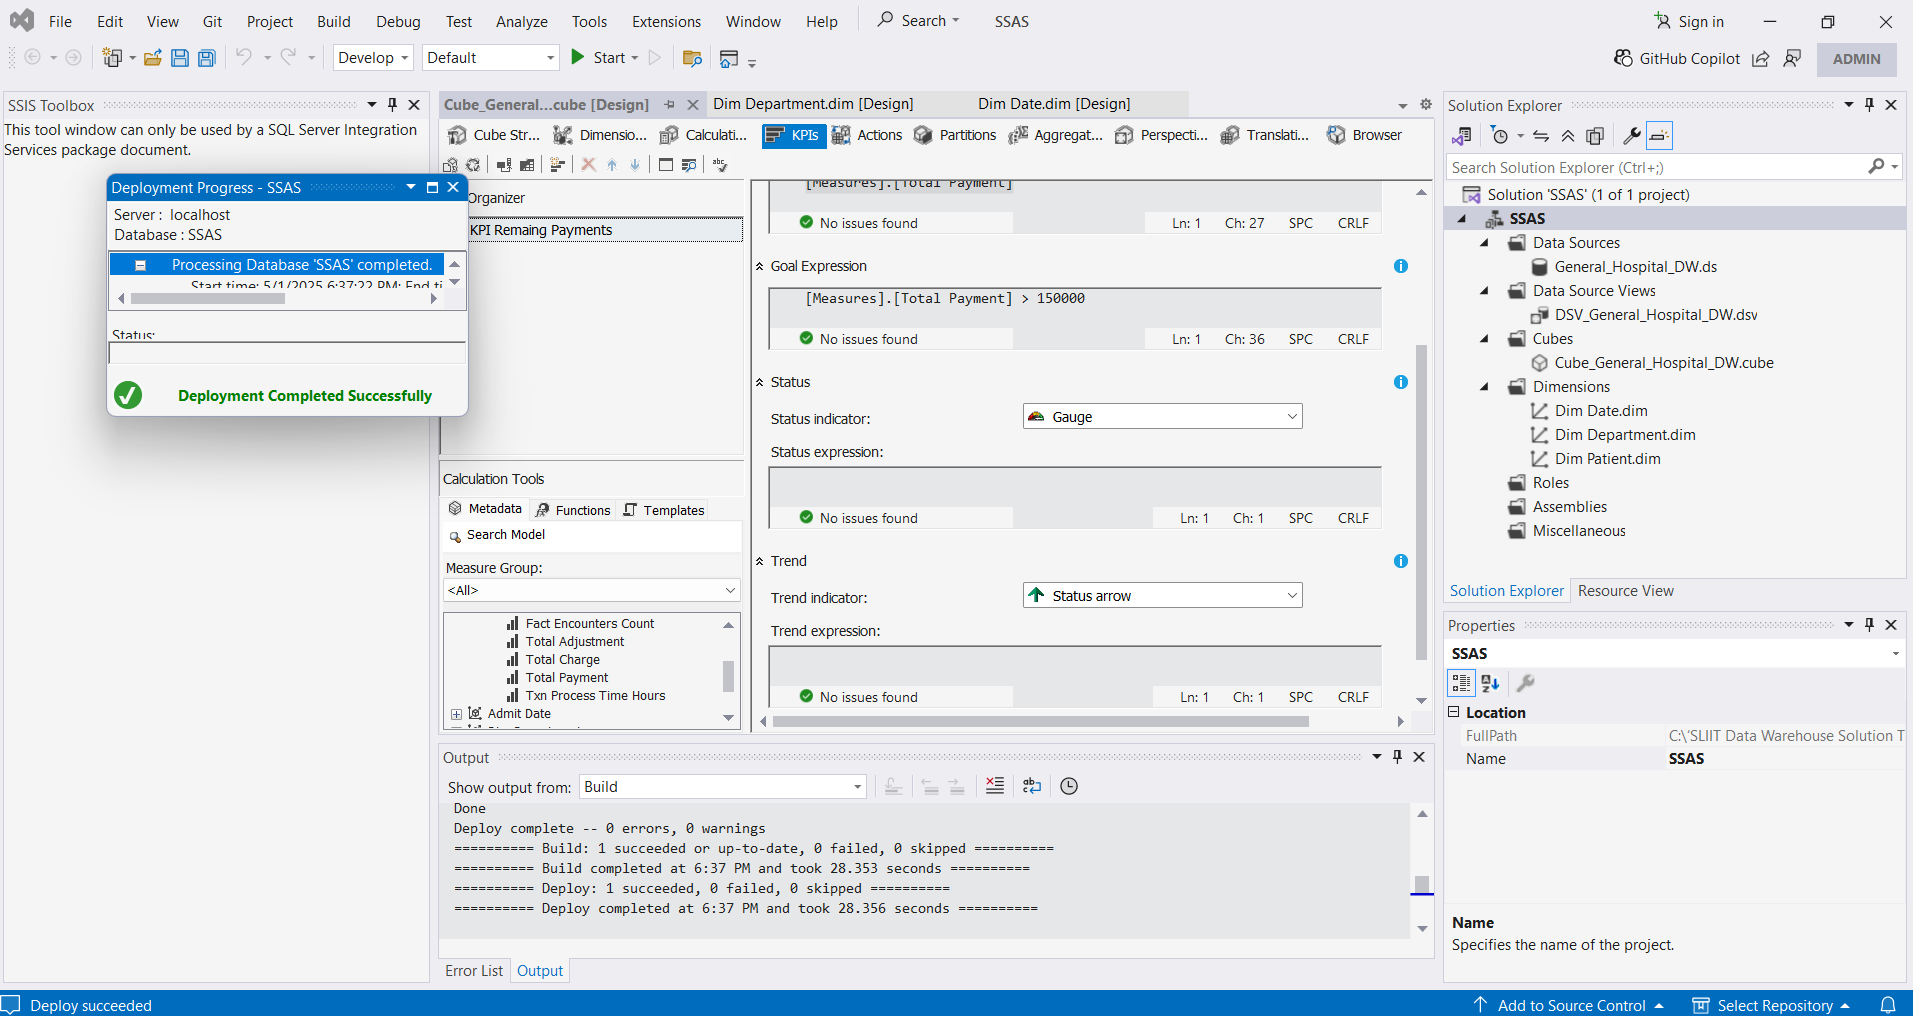 File Edit View Git Project Build Debug Test Analyze Tools Extensions Window Help Search SSAS Sign in
Develop Default Start GitHub Copilot ADMIN
SSIS Toolbox
This tool window can only be used by a SQL Server Integration
Services package document.
Deployment Progress - SSAS
Server : localhost
Database : SSAS
Processing Database 'SSAS' completed.
Start time: 5/1/2025 6:37:22 PM; End ti
Status:
Deployment Completed Successfully
Cube_General...cube [Design] Dim Department.dim [Design] Dim Date.dim [Design]
Cube Str... Dimensio... Calculati... KPIs Actions Partitions Aggregat... Perspecti... Translati... Browser
abc
Organizer
KPI Remaing Payments
Calculation Tools
Metadata Functions Templates
Search Model
Measure Group:
<All>
Fact Encounters Count
Total Adjustment
Total Charge
Total Payment
Txn Process Time Hours
Admit Date
[Measures].[Total Payment]
No issues found Ln: 1 Ch: 27 SPC CRLF
Goal Expression
[Measures].[Total Payment] > 150000
No issues found Ln: 1 Ch: 36 SPC CRLF
Status
Status indicator: Gauge
Status expression:
No issues found Ln: 1 Ch: 1 SPC CRLF
Trend
Trend indicator: Status arrow
Trend expression:
No issues found Ln: 1 Ch: 1 SPC CRLF
Output
Show output from: Build
Done
Deploy complete -- 0 errors, 0 warnings
========== Build: 1 succeeded or up-to-date, 0 failed, 0 skipped ==========
========== Build completed at 6:37 PM and took 28.353 seconds ==========
========== Deploy: 1 succeeded, 0 failed, 0 skipped ==========
========== Deploy completed at 6:37 PM and took 28.356 seconds ==========
Error List Output
Solution Explorer
Search Solution Explorer (Ctrl+;)
Solution 'SSAS' (1 of 1 project)
SSAS
Data Sources
General_Hospital_DW.ds
Data Source Views
DSV_General_Hospital_DW.dsv
Cubes
Cube_General_Hospital_DW.cube
Dimensions
Dim Date.dim
Dim Department.dim
Dim Patient.dim
Roles
Assemblies
Miscellaneous
Solution Explorer Resource View
Properties
SSAS
Location
FullPath C:\'SLIIT Data Warehouse Solution T
Name SSAS
Name
Specifies the name of the project.
Deploy succeeded Add to Source Control Select Repository